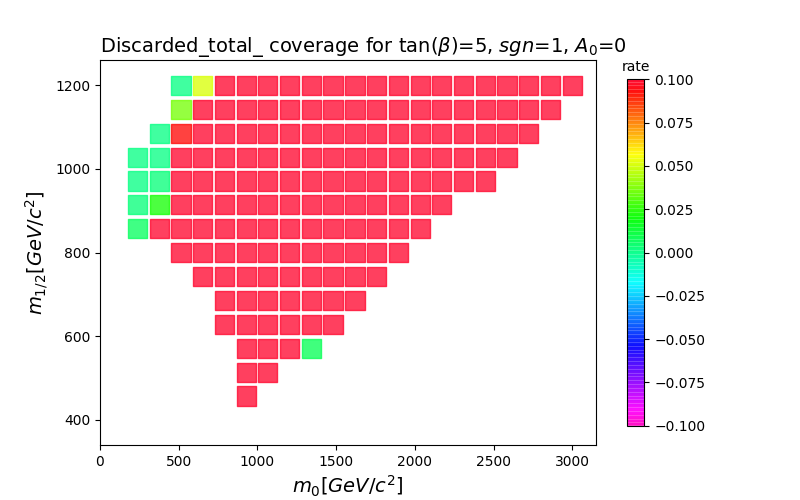 Discarded_total_ coverage for tan(β)=5, sgn=1, A₀=0
rate
1200
1000
800
600
400
m₁/₂[GeV/c²]
0 500 1000 1500 2000 2500 3000
m₀[GeV/c²]
0.100
0.075
0.050
0.025
0.000
−0.025
−0.050
−0.075
−0.100